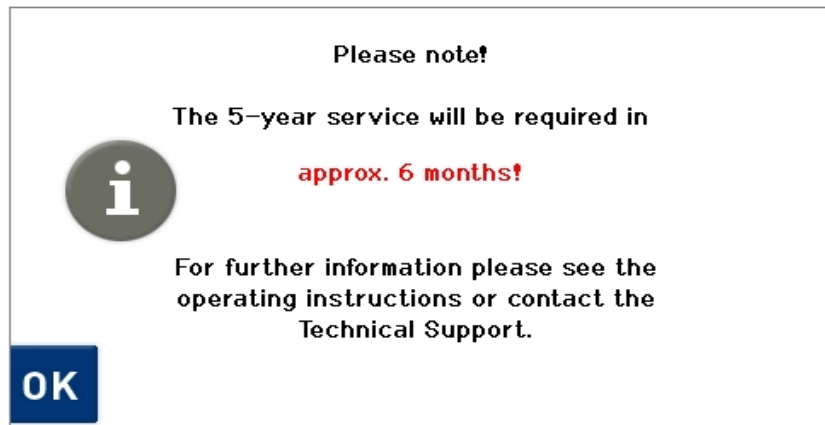 Please note!
The 5-year service will be required in
approx. 6 months!
For further information please see the
operating instructions or contact the
Technical Support.
OK